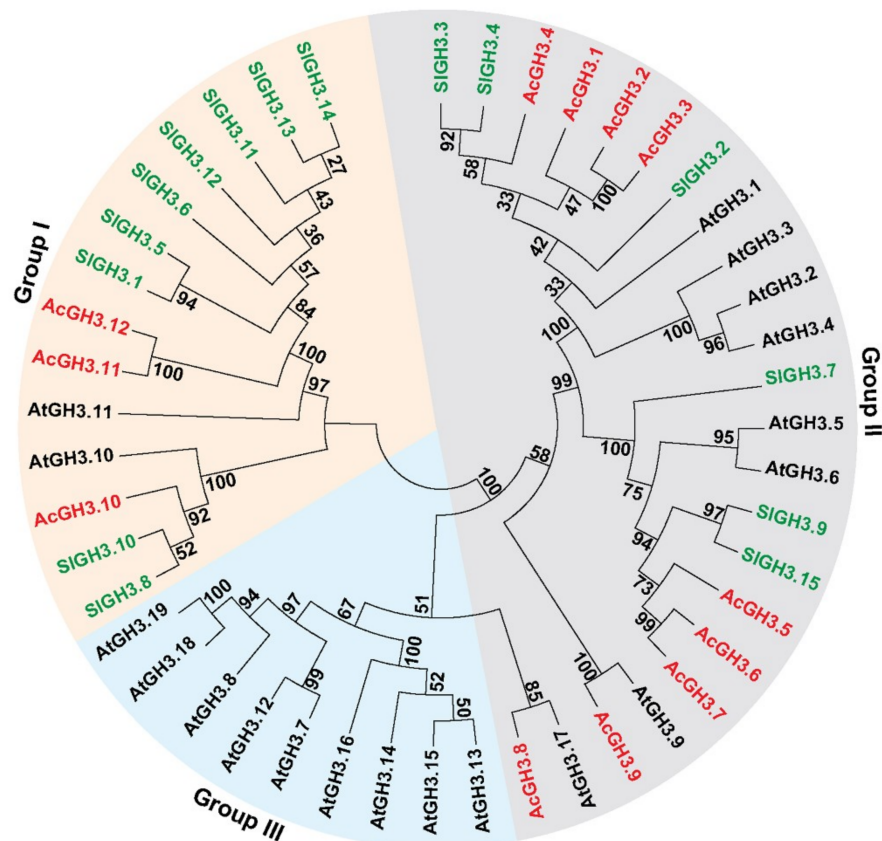 SlGH3.3
SlGH3.4
AcGH3.4
AcGH3.1
AcGH3.2
AcGH3.3
SlGH3.2
AtGH3.1
AtGH3.3
AtGH3.2
AtGH3.4
SlGH3.7
AtGH3.5
AtGH3.6
SlGH3.9
SlGH3.15
AcGH3.5
AcGH3.6
AcGH3.7
AtGH3.9
AcGH3.9
AtGH3.17
AcGH3.8
AtGH3.13
AtGH3.15
AtGH3.14
AtGH3.16
AtGH3.7
AtGH3.12
AtGH3.8
AtGH3.18
AtGH3.19
SlGH3.8
SlGH3.10
AcGH3.10
AtGH3.10
AtGH3.11
AcGH3.11
AcGH3.12
SlGH3.1
SlGH3.5
SlGH3.6
SlGH3.12
SlGH3.11
SlGH3.13
SlGH3.14
Group I
Group II
Group III
92
58
33
47
100
42
33
100
100
96
99
100
95
75
97
94
73
99
58
100
100
85
51
67
100
52
50
97
99
94
100
52
92
100
97
100
100
84
94
57
36
43
27